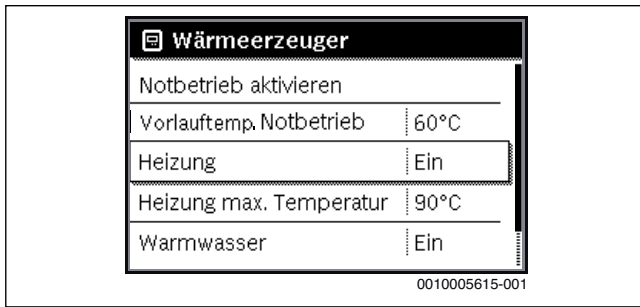 Wärmeerzeuger
Notbetrieb aktivieren
Vorlauftemp. Notbetrieb 60°C
Heizung Ein
Heizung max. Temperatur 90°C
Warmwasser Ein
0010005615-001